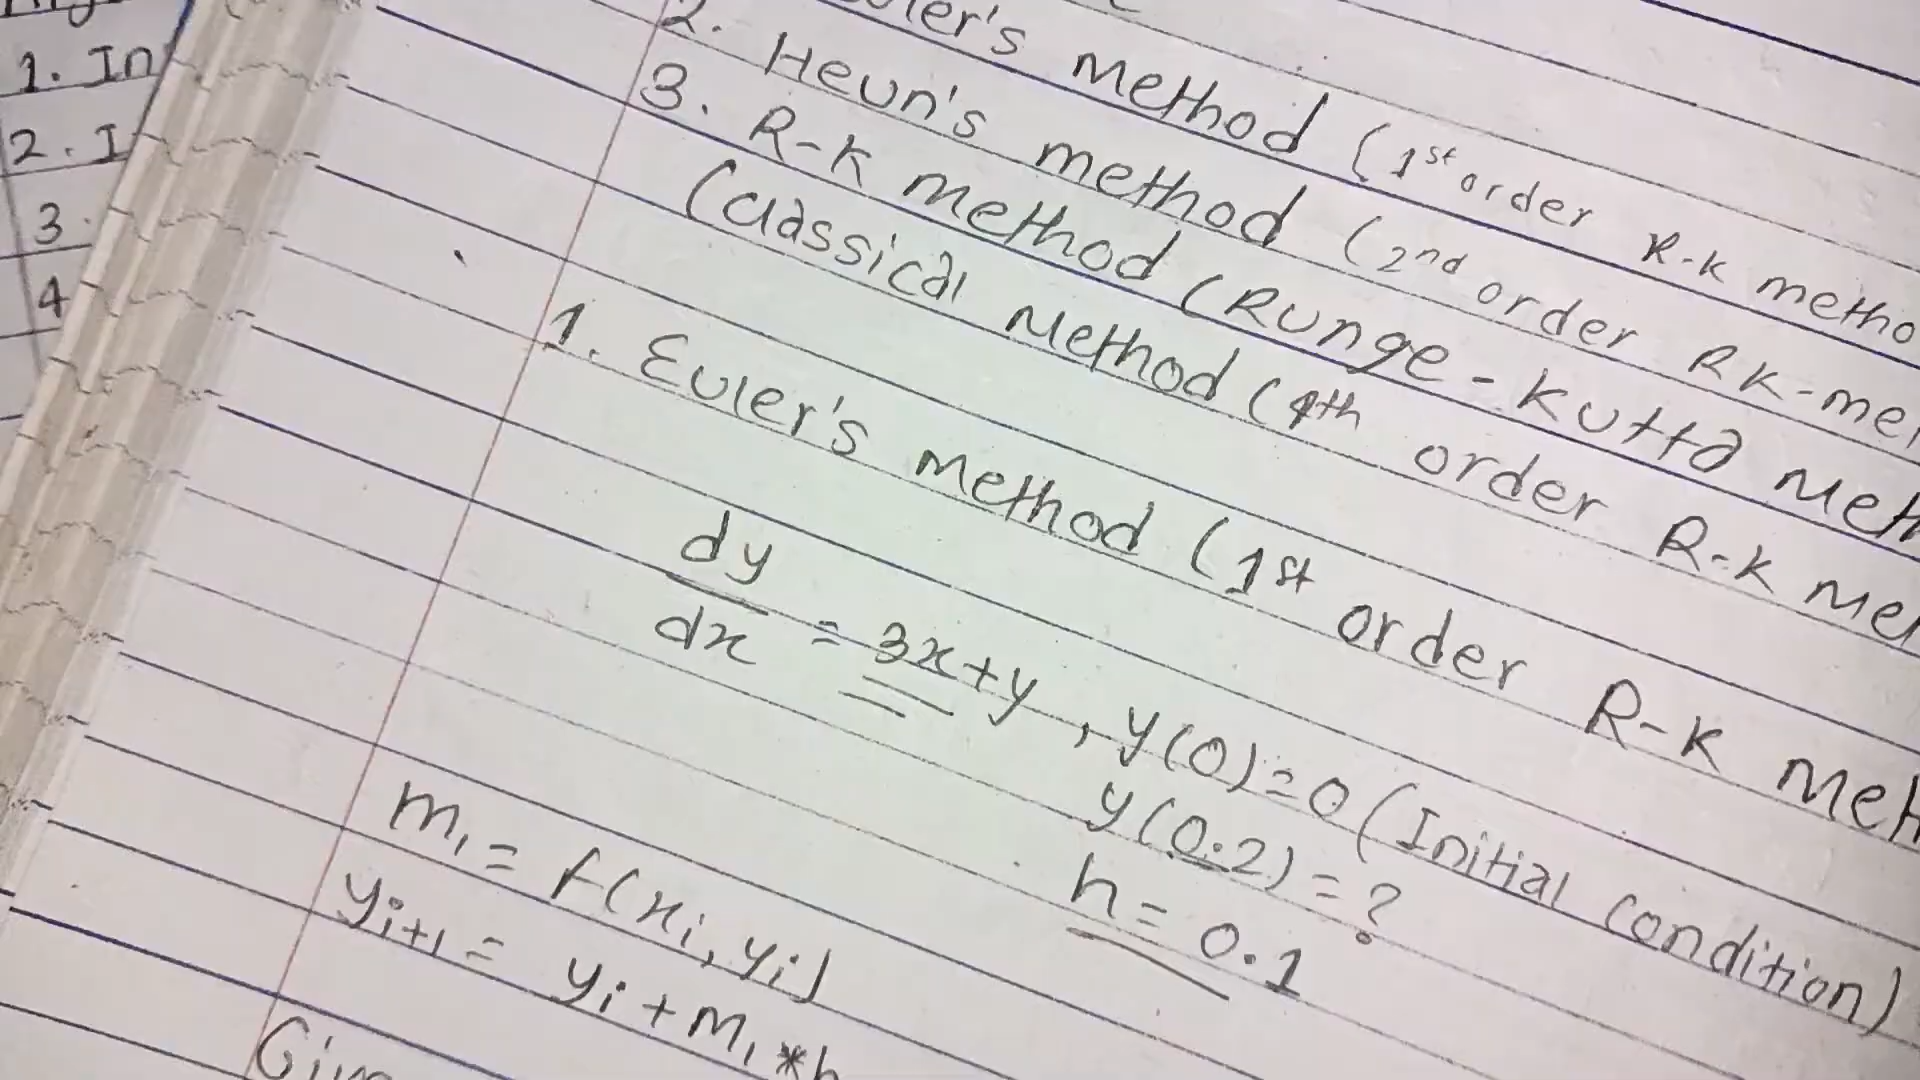 1. In
2. I
3.
4
method (1st order R-K metho
2. Heun's method (2nd order RK-me
3. R-K method (Runge-Kutta Meth
(Classical Method (4th order R-K me
1. Euler's Method (1st order R-K Met
dy/dx = 3x+y, y(0)=0 (Initial condition)
y(0.2)=?
h=0.1
m1 = f(xi, yi)
yi+1 = yi + m1 *h